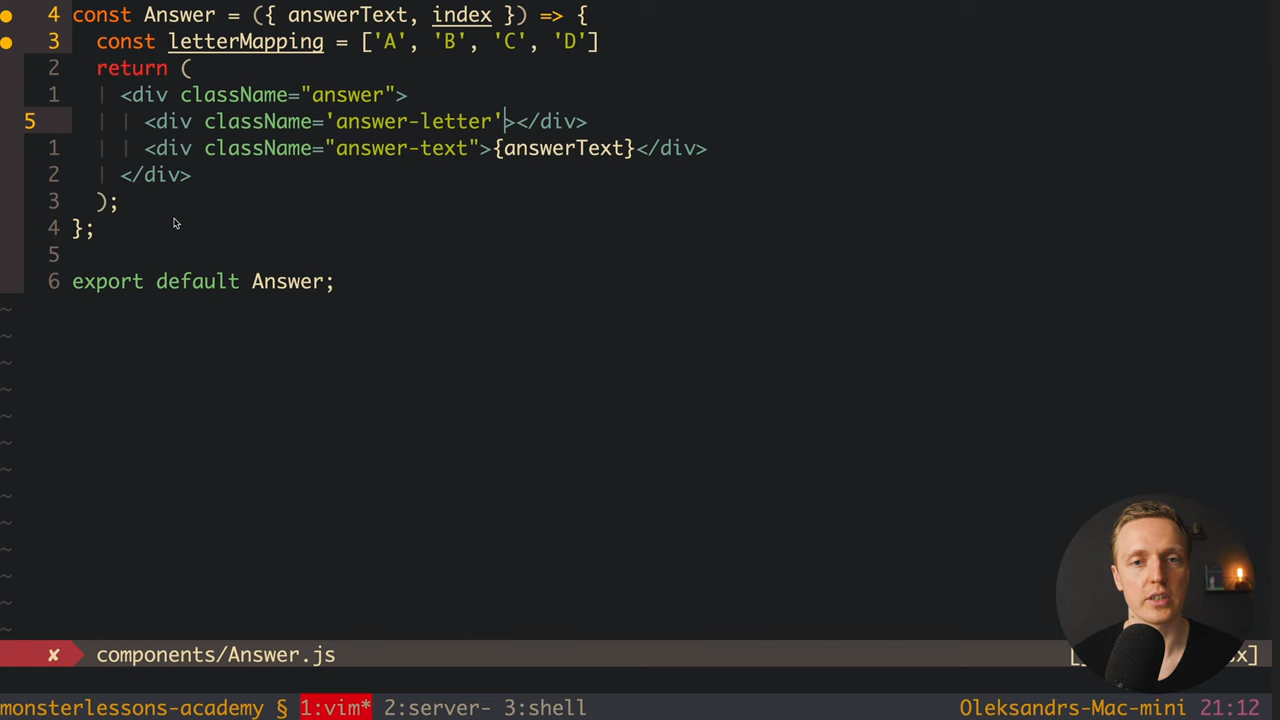 4 const Answer = ({ answerText, index }) => {
3 const letterMapping = ['A', 'B', 'C', 'D']
2 return (
1 <div className="answer">
5 <div className='answer-letter'></div>
1 <div className="answer-text">{answerText}</div>
2 </div>
3 );
4 };
5
6 export default Answer;
~
~
~
~
~
~
~
~
~
~
~
~
~
✘ components/Answer.js
monsterlessons-academy § 1:vim* 2:server- 3:shell Oleksandrs-Mac-mini 21:12